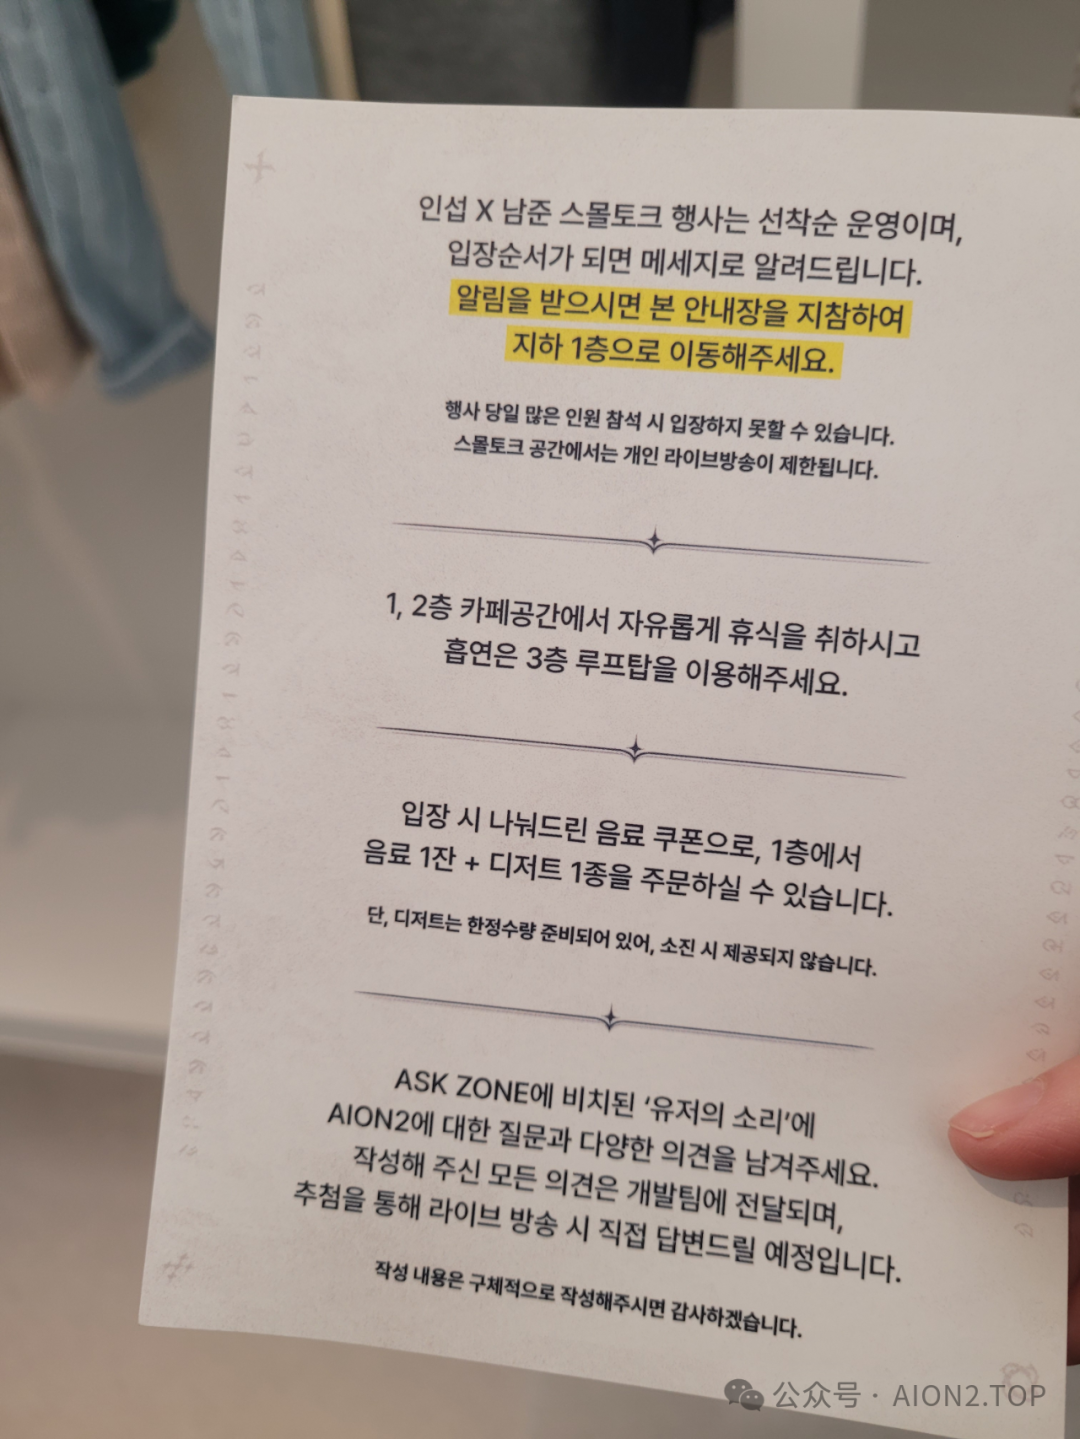 인섭 X 남준 스몰토크 행사는 선착순 운영이며,
입장순서가 되면 메세지로 알려드립니다.
알림을 받으시면 본 안내장을 지참하여
지하 1층으로 이동해주세요.
행사 당일 많은 인원 참석 시 입장하지 못할 수 있습니다.
스몰토크 공간에서는 개인 라이브방송이 제한됩니다.
1, 2층 카페공간에서 자유롭게 휴식을 취하시고
흡연은 3층 루프탑을 이용해주세요.
입장 시 나눠드린 음료 쿠폰으로, 1층에서
음료 1잔 + 디저트 1종을 주문하실 수 있습니다.
단, 디저트는 한정수량 준비되어 있어, 소진 시 제공되지 않습니다.
ASK ZONE에 비치된 ‘유저의 소리’에
AION2에 대한 질문과 다양한 의견을 남겨주세요.
작성해 주신 모든 의견은 개발팀에 전달되며,
추첨을 통해 라이브 방송 시 직접 답변드릴 예정입니다.
작성 내용은 구체적으로 작성해주시면 감사하겠습니다.
公众号 · AION2.TOP